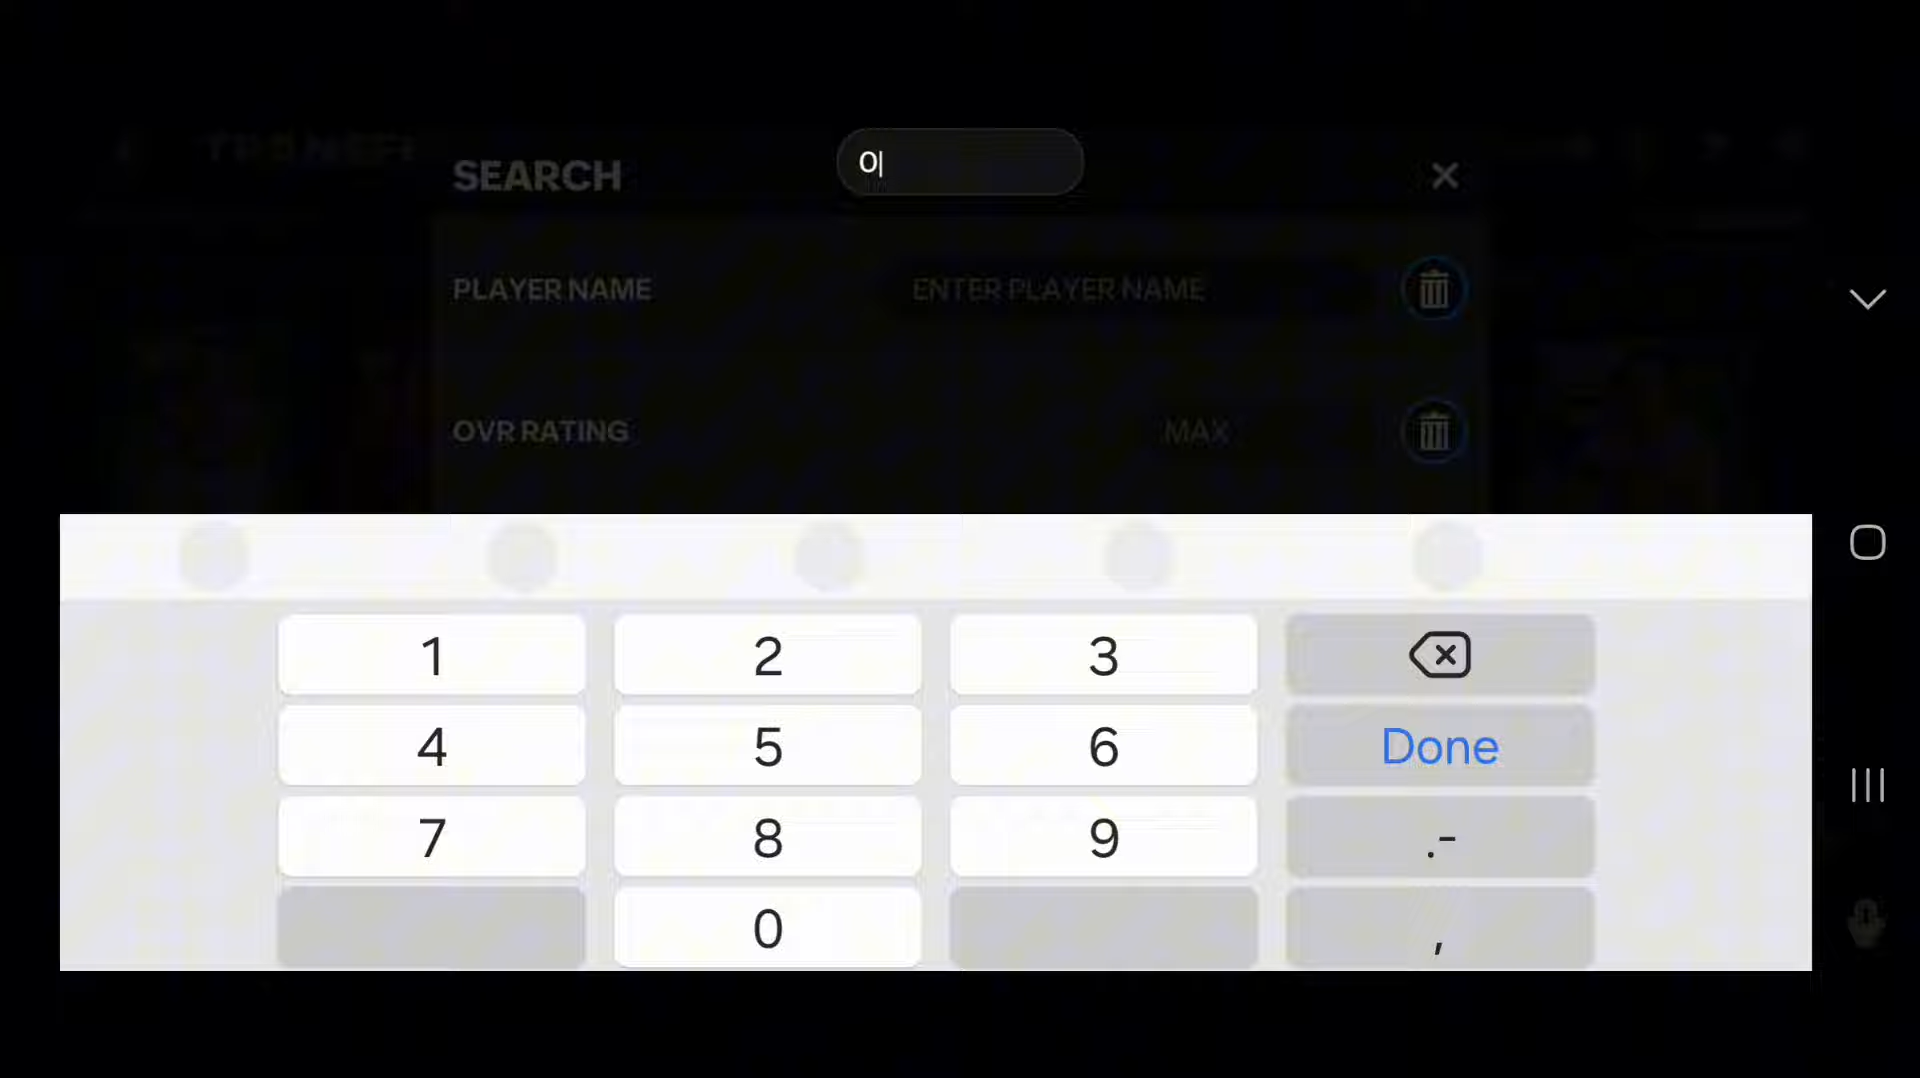 0
SEARCH
PLAYER NAME
ENTER PLAYER NAME
OVR RATING
MAX
1 2 3
4 5 6 Done
7 8 9 .-
0 ,